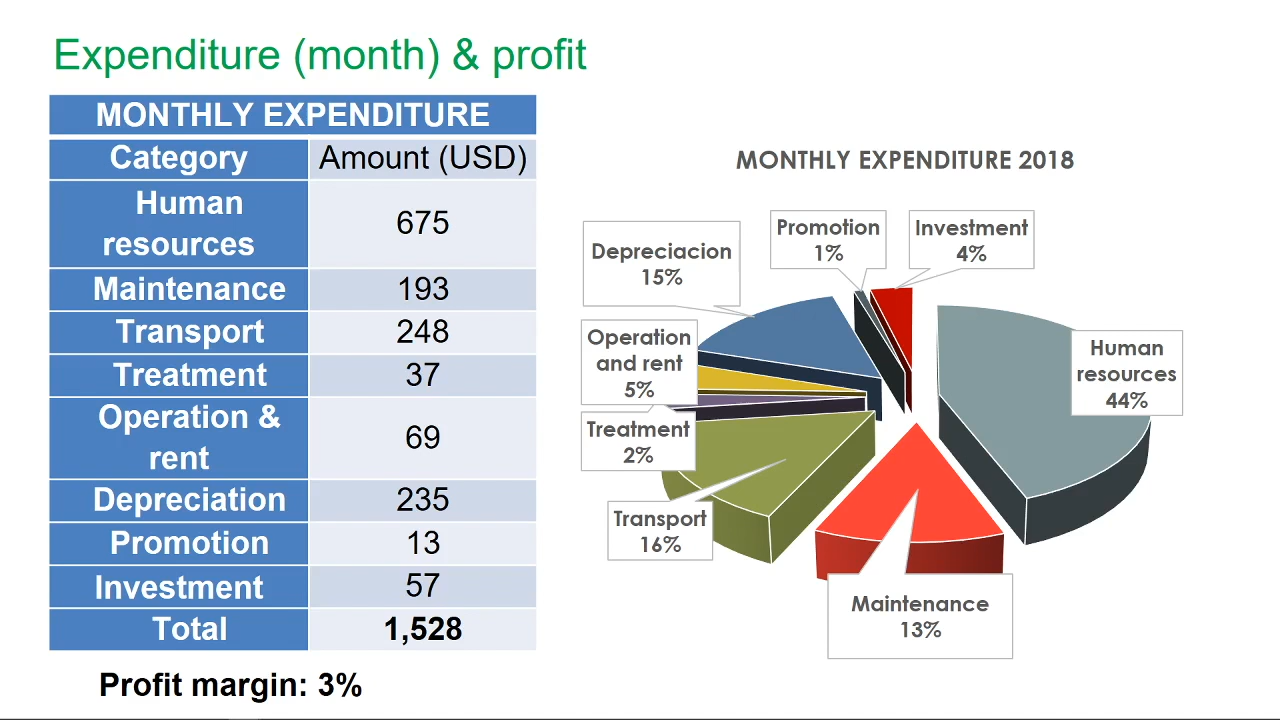 Expenditure (month) & profit
MONTHLY EXPENDITURE
Category Amount (USD)
Human
resources
675
Maintenance 193
Transport 248
Treatment 37
Operation &
rent
69
Depreciation 235
Promotion 13
Investment 57
Total 1,528
Profit margin: 3%
MONTHLY EXPENDITURE 2018
Promotion
1%
Investment
4%
Depreciacion
15%
Operation
and rent
5%
Human
resources
44%
Treatment
2%
Transport
16%
Maintenance
13%